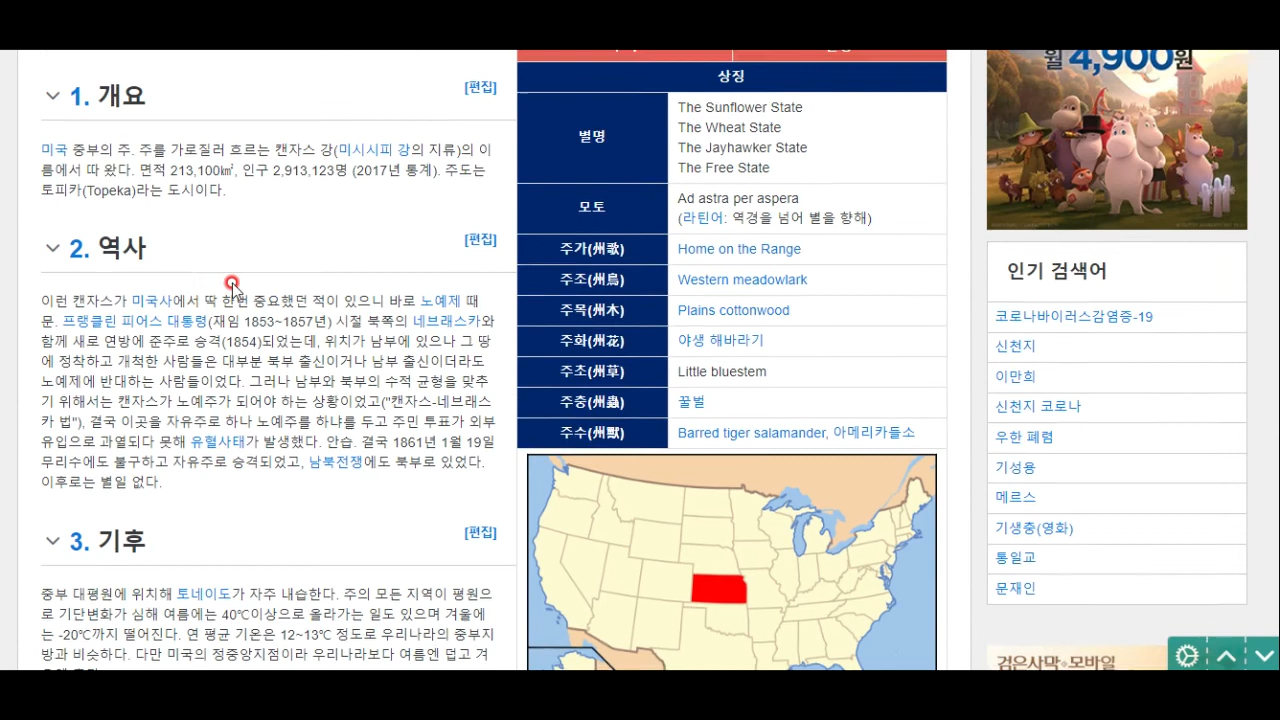 1. 개요
[편집]
미국 중부의 주. 주를 가로질러 흐르는 캔자스 강(미시시피 강의 지류)의 이
름에서 따 왔다. 면적 213,100㎢, 인구 2,913,123명 (2017년 통계). 주도는
토피카(Topeka)라는 도시이다.
2. 역사
[편집]
이런 캔자스가 미국사에서 딱 한번 중요했던 적이 있으니 바로 노예제 때
문. 프랭클린 피어스 대통령(재임 1853~1857년) 시절 북쪽의 네브래스카와
함께 새로 연방에 준주로 승격(1854)되었는데, 위치가 남부에 있으나 그 땅
에 정착하고 개척한 사람들은 대부분 북부 출신이거나 남부 출신이더라도
노예제에 반대하는 사람들이었다. 그러나 남부와 북부의 수적 균형을 맞추
기 위해서는 캔자스가 노예주가 되어야 하는 상황이었고("캔자스-네브래스
카 법"), 결국 이곳을 자유주로 하나 노예주를 하냐를 두고 주민 투표가 외부
유입으로 과열되다 못해 유혈사태가 발생했다. 안습. 결국 1861년 1월 19일
무리수에도 불구하고 자유주로 승격되었고, 남북전쟁에도 북부로 있었다.
이후로는 별일 없다.
3. 기후
[편집]
중부 대평원에 위치해 토네이도가 자주 내습한다. 주의 모든 지역이 평원으
로 기단변화가 심해 여름에는 40℃이상으로 올라가는 일도 있으며 겨울에
는 -20℃까지 떨어진다. 연 평균 기온은 12~13℃ 정도로 우리나라의 중부지
방과 비슷하다. 다만 미국의 정중앙지점이라 우리나라보다 여름엔 덥고 겨
상징
별명
The Sunflower State
The Wheat State
The Jayhawker State
The Free State
모토
Ad astra per aspera
(라틴어: 역경을 넘어 별을 향해)
주가(州歌)
Home on the Range
주조(州鳥)
Western meadowlark
주목(州木)
Plains cottonwood
주화(州花)
야생 해바라기
주초(州草)
Little bluestem
주충(州蟲)
꿀벌
주수(州獸)
Barred tiger salamander, 아메리카들소
월 4,900원
인기 검색어
코로나바이러스감염증-19
신천지
이만희
신천지 코로나
우한 폐렴
기성용
메르스
기생충(영화)
통일교
문재인
검은사막 모바일